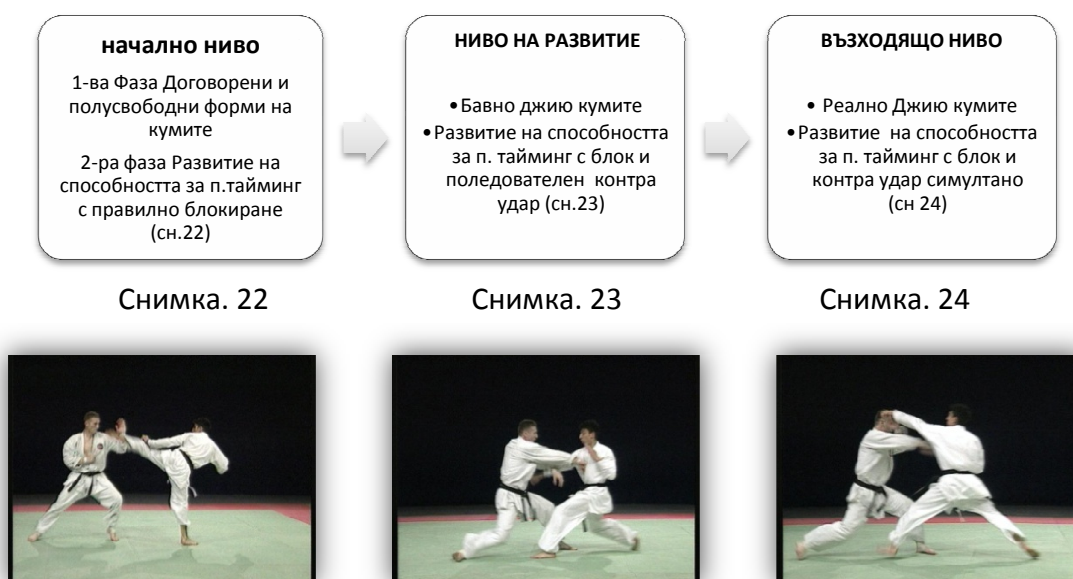 начално ниво
1-ва Фаза Договорени и
полусвободни форми на
кумите
2-ра фаза Развитие на
способността за п.тайминг
с правилно блокиране
(сн.22)
НИВО НА РАЗВИТИЕ
•Бавно джию кумите
•Развитие на способността
за п. тайминг с блок и
поледователен контра
удар (сн.23)
ВЪЗХОДЯЩО НИВО
• Реално Джию кумите
•Развитие на способността
за п. тайминг с блок и
контра удар симултано
(сн 24)
Снимка. 22
Снимка. 23
Снимка. 24